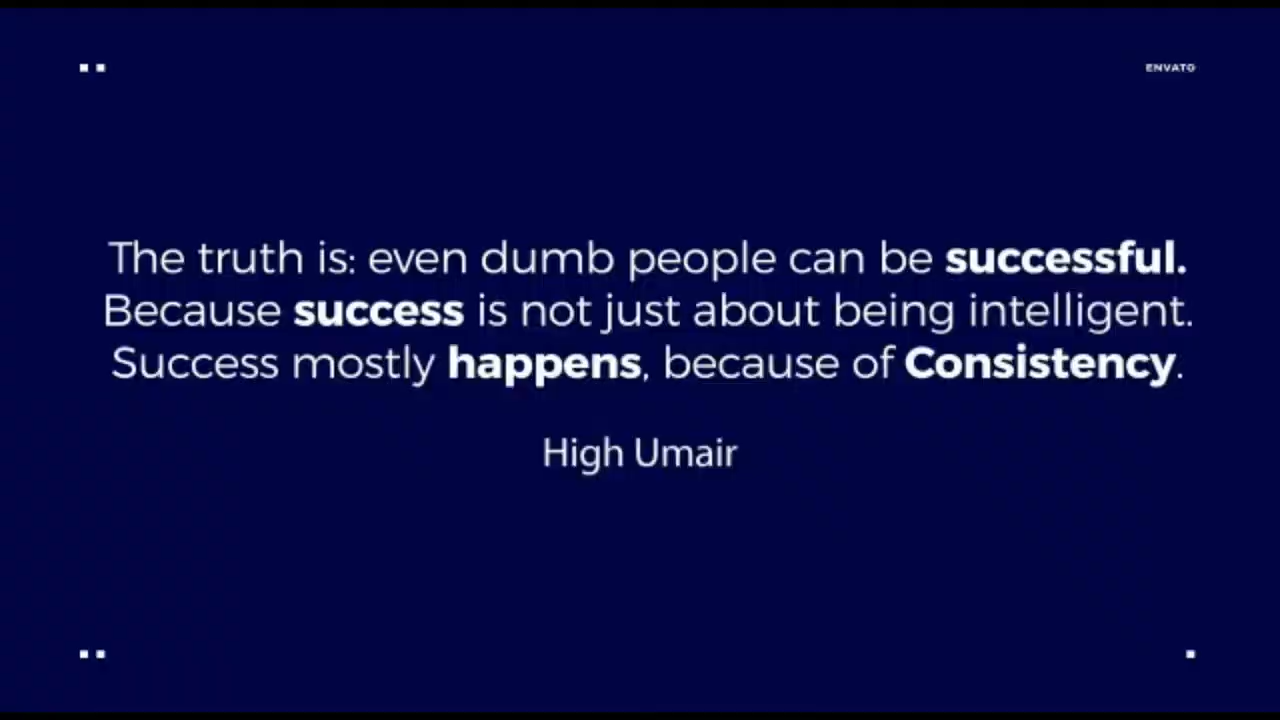 ENVATO
The truth is: even dumb people can be successful.
Because success is not just about being intelligent.
Success mostly happens, because of Consistency.
High Umair